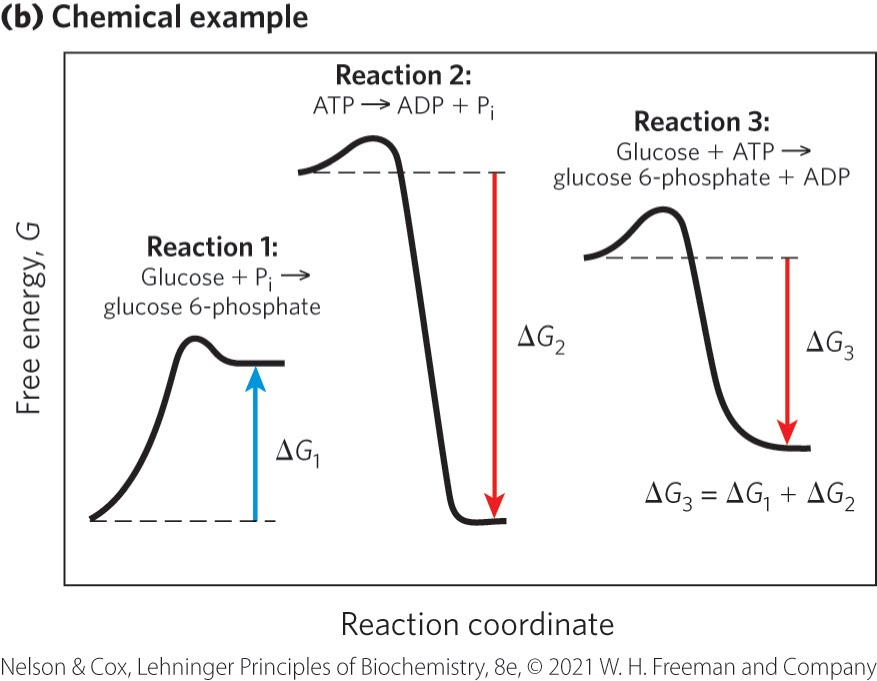 (b) Chemical example
Reaction 2:
ATP → ADP + Pᵢ
Reaction 3:
Glucose + ATP →
glucose 6-phosphate + ADP
Reaction 1:
Glucose + Pᵢ →
glucose 6-phosphate
Free energy, G
ΔG₂
ΔG₃
ΔG₁
ΔG₃ = ΔG₁ + ΔG₂
Reaction coordinate
Nelson & Cox, Lehninger Principles of Biochemistry, 8e, © 2021 W. H. Freeman and Company